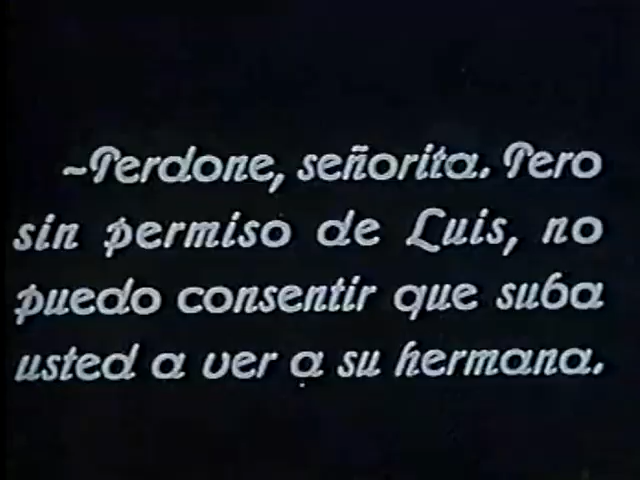 ~Perdone, señorita. Pero
sin permiso de Luis, no
puedo consentir que suba
usted a ver a su hermana.